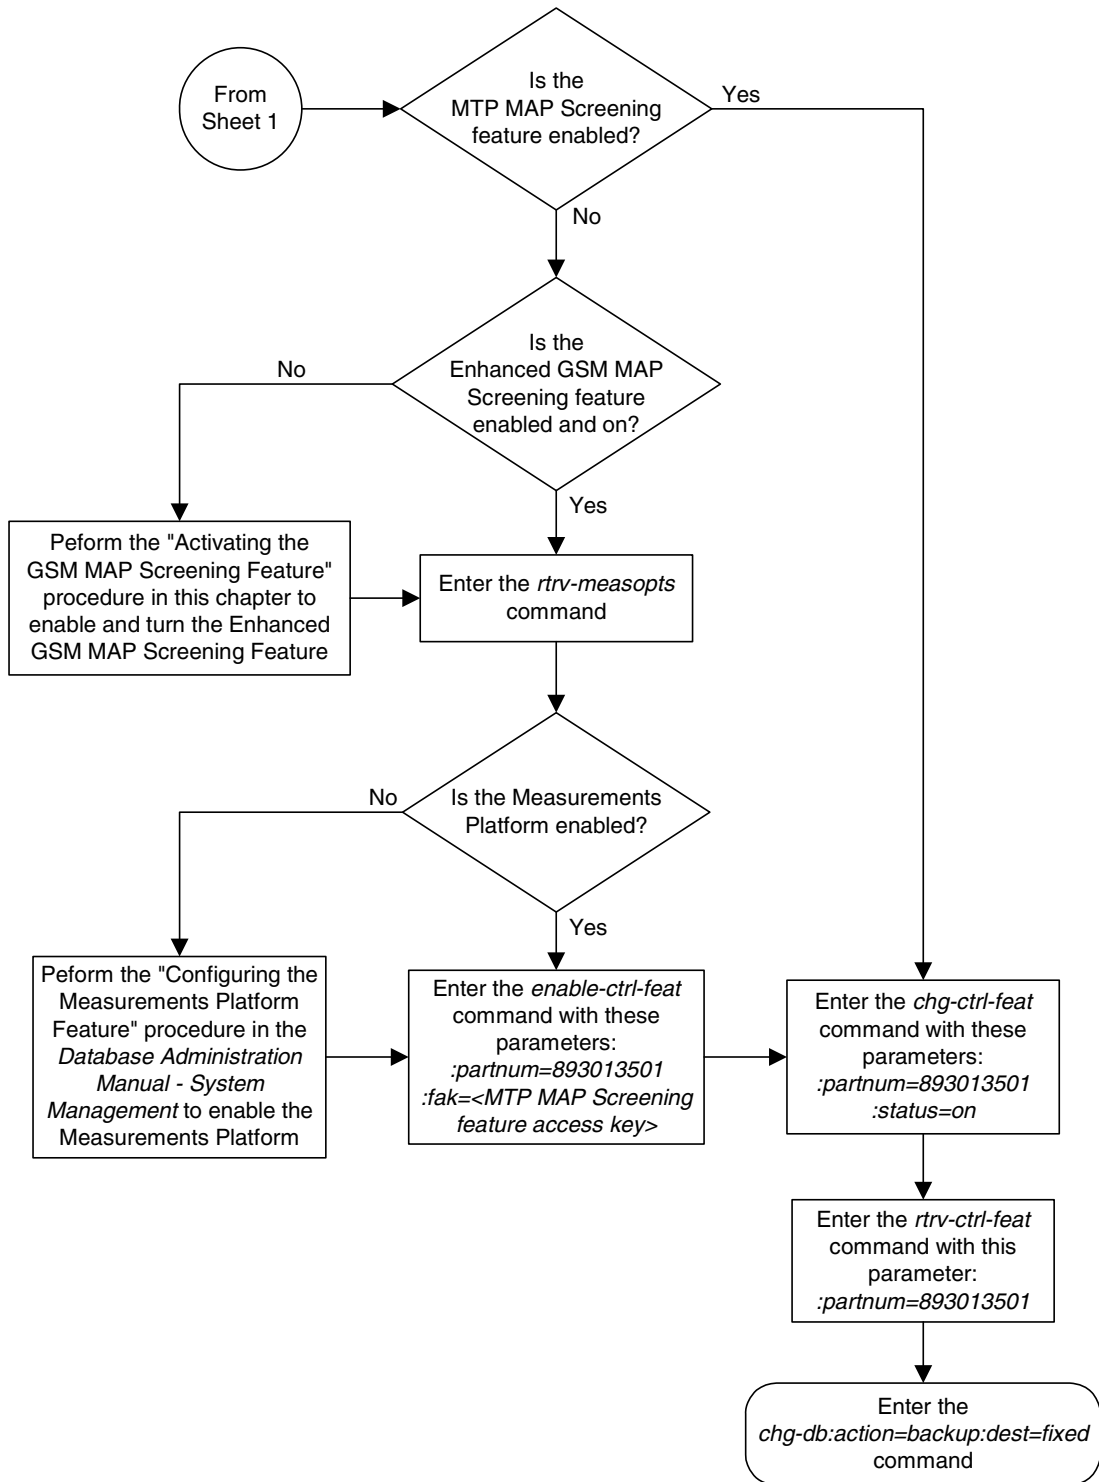 From
Sheet 1
Is the
MTP MAP Screening
feature enabled?
Yes
No
Is the
Enhanced GSM MAP
Screening feature
enabled and on?
No
Yes
Peform the "Activating the
GSM MAP Screening Feature"
procedure in this chapter to
enable and turn the Enhanced
GSM MAP Screening Feature
Enter the rtrv-measopts
command
Is the Measurements
Platform enabled?
No
Yes
Peform the "Configuring the
Measurements Platform
Feature" procedure in the
Database Administration
Manual - System
Management to enable the
Measurements Platform
Enter the enable-ctrl-feat
command with these
parameters:
:partnum=893013501
:fak=<MTP MAP Screening
feature access key>
Enter the chg-ctrl-feat
command with these
parameters:
:partnum=893013501
:status=on
Enter the rtrv-ctrl-feat
command with this
parameter:
:partnum=893013501
Enter the
chg-db:action=backup:dest=fixed
command